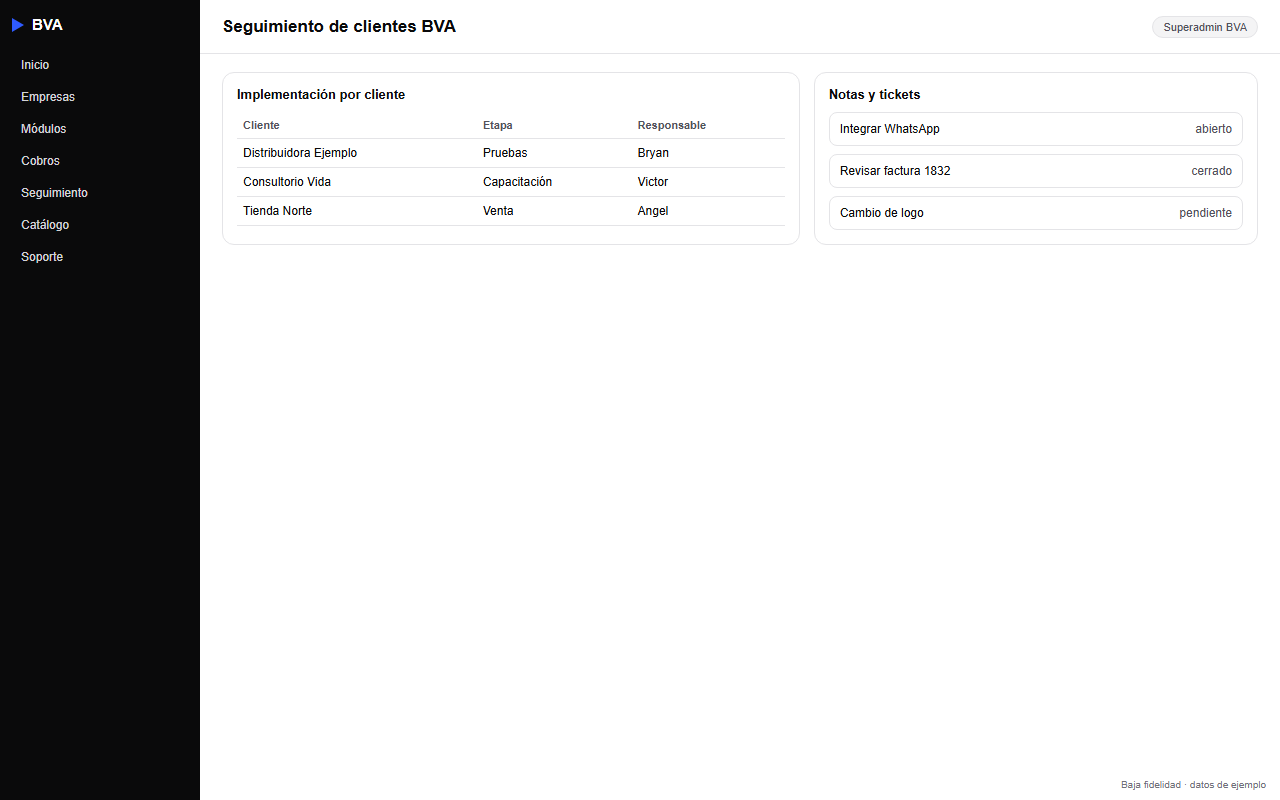 BVA
Inicio
Empresas
Módulos
Cobros
Seguimiento
Catálogo
Soporte
Seguimiento de clientes BVA
Superadmin BVA
Implementación por cliente
Cliente Etapa Responsable
Distribuidora Ejemplo Pruebas Bryan
Consultorio Vida Capacitación Victor
Tienda Norte Venta Angel
Notas y tickets
Integrar WhatsApp abierto
Revisar factura 1832 cerrado
Cambio de logo pendiente
Baja fidelidad · datos de ejemplo